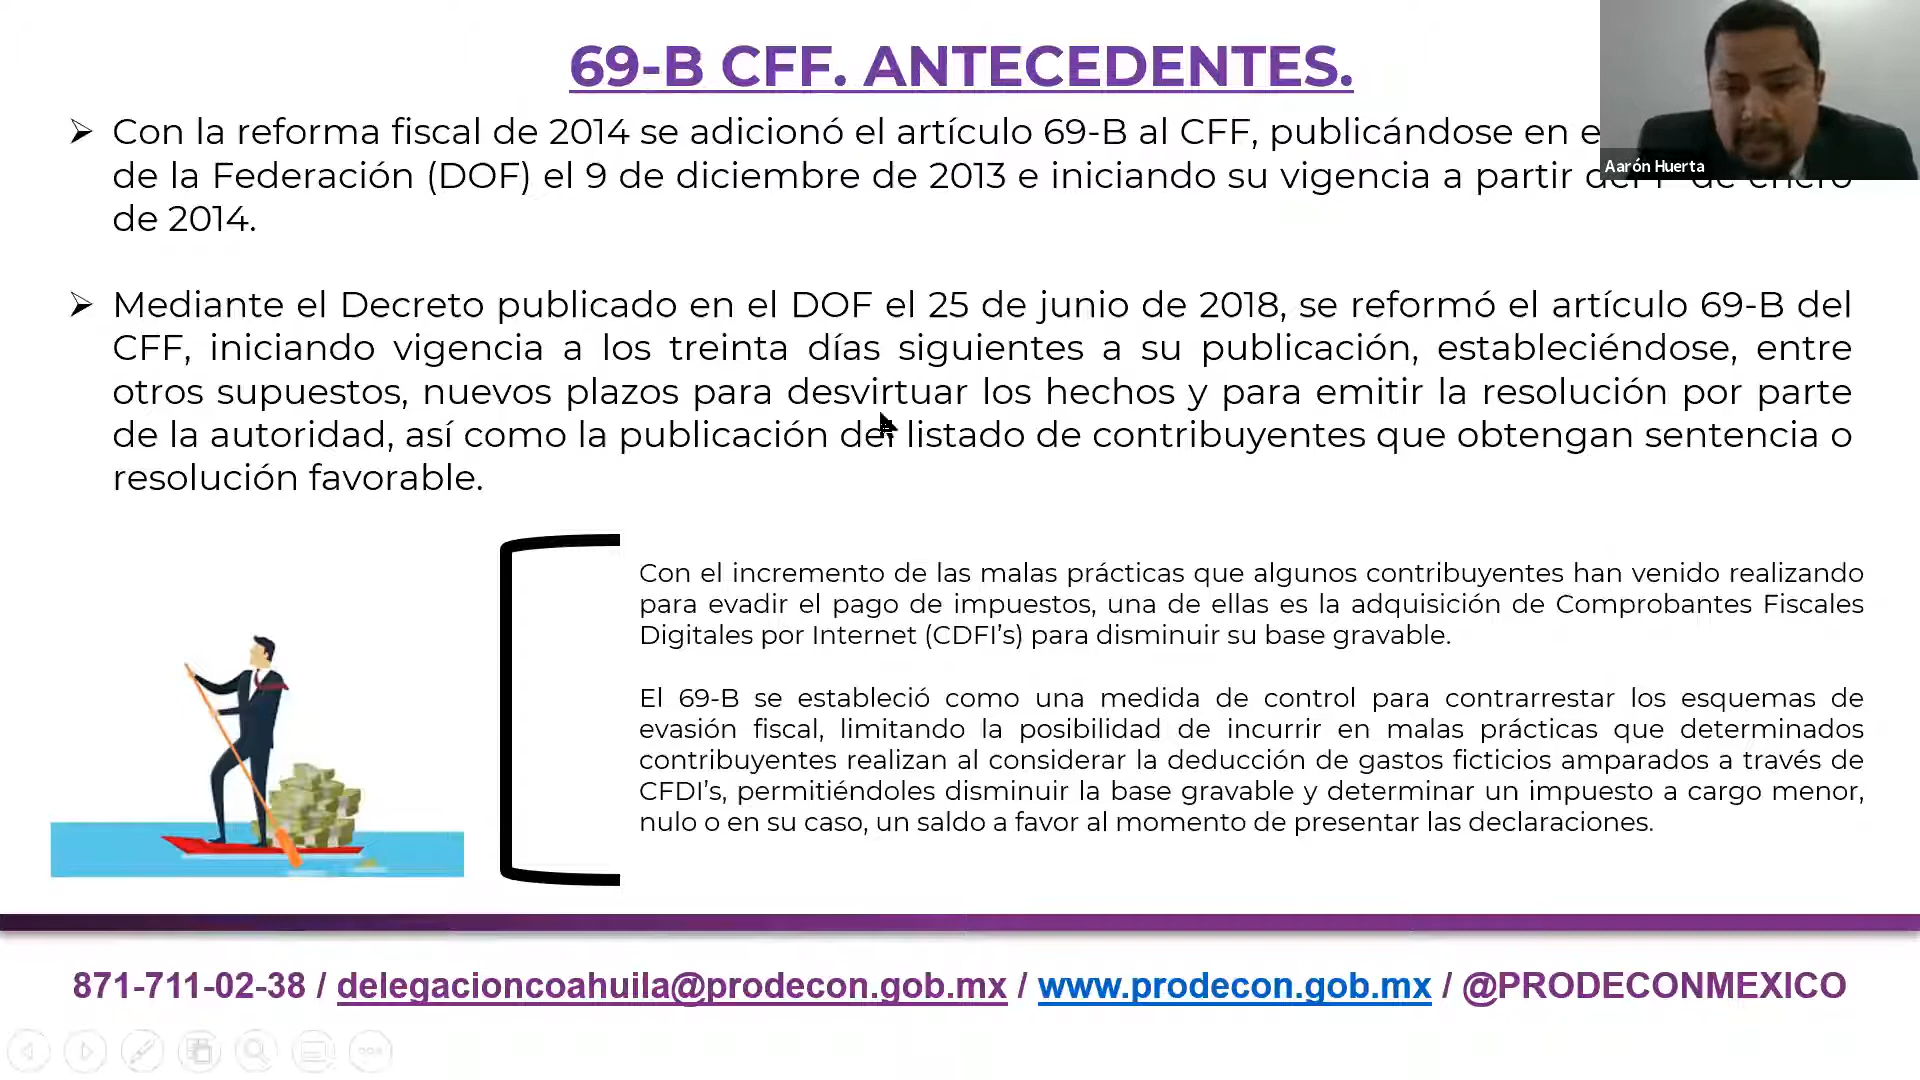 69-B CFF. ANTECEDENTES.
Con la reforma fiscal de 2014 se adicionó el artículo 69-B al CFF, publicándose en
de la Federación (DOF) el 9 de diciembre de 2013 e iniciando su vigencia a partir del 1° de enero
de 2014.
Aarón Huerta
Mediante el Decreto publicado en el DOF el 25 de junio de 2018, se reformó el artículo 69-B del
CFF, iniciando vigencia a los treinta días siguientes a su publicación, estableciéndose, entre
otros supuestos, nuevos plazos para desvirtuar los hechos y para emitir la resolución por parte
de la autoridad, así como la publicación del listado de contribuyentes que obtengan sentencia o
resolución favorable.
Con el incremento de las malas prácticas que algunos contribuyentes han venido realizando
para evadir el pago de impuestos, una de ellas es la adquisición de Comprobantes Fiscales
Digitales por Internet (CDFI’s) para disminuir su base gravable.
El 69-B se estableció como una medida de control para contrarrestar los esquemas de
evasión fiscal, limitando la posibilidad de incurrir en malas prácticas que determinados
contribuyentes realizan al considerar la deducción de gastos ficticios amparados a través de
CFDI’s, permitiéndoles disminuir la base gravable y determinar un impuesto a cargo menor,
nulo o en su caso, un saldo a favor al momento de presentar las declaraciones.
871-711-02-38 / delegacioncoahuila@prodecon.gob.mx / www.prodecon.gob.mx / @PRODECONMEXICO